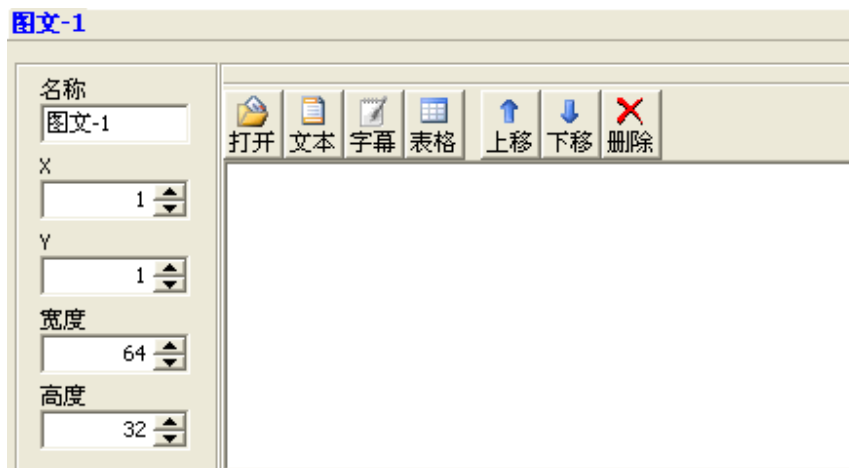 图文-1
名称
图文-1
X
1
Y
1
宽度
64
高度
32
打开 文本 字幕 表格 上移 下移 删除